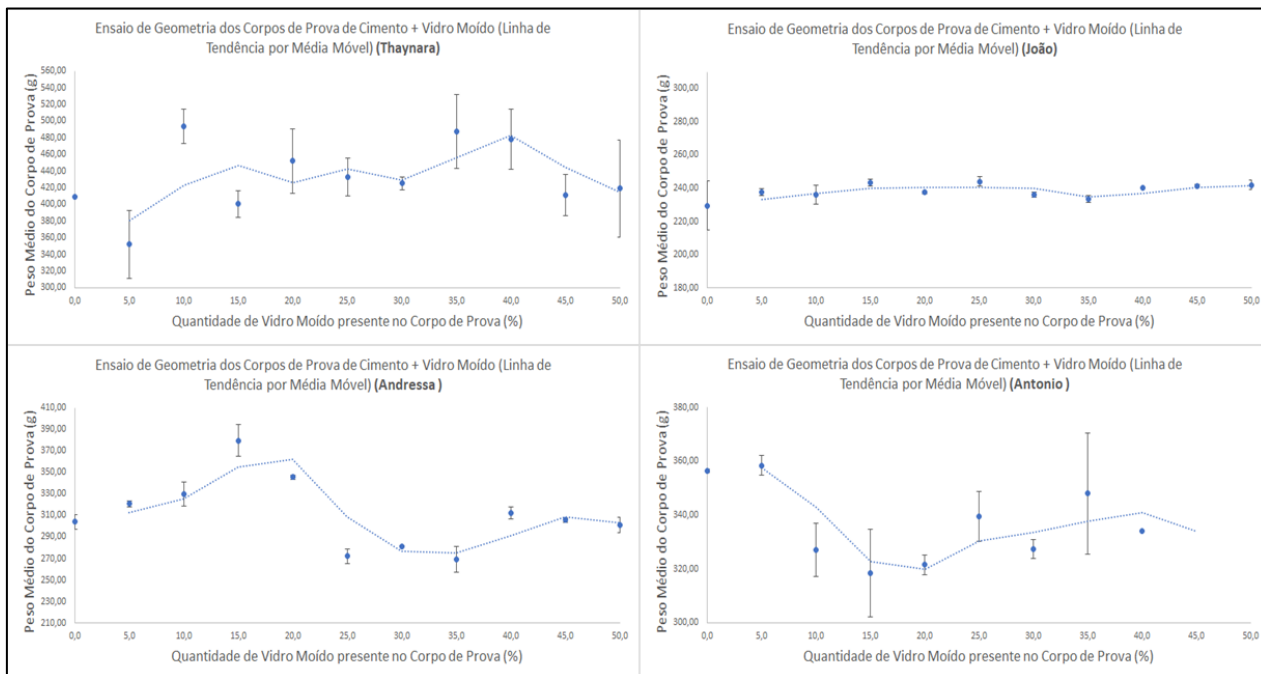 Ensaio de Geometria dos Corpos de Prova de Cimento + Vidro Moído (Linha de
Tendência por Média Móvel) (Thaynara)
Peso Médio do Corpo de Prova (g)
560,00
540,00
520,00
500,00
480,00
460,00
440,00
420,00
400,00
380,00
360,00
340,00
320,00
300,00
0,0 5,0 10,0 15,0 20,0 25,0 30,0 35,0 40,0 45,0 50,0
Quantidade de Vidro Moído presente no Corpo de Prova (%)
Ensaio de Geometria dos Corpos de Prova de Cimento + Vidro Moído (Linha de
Tendência por Média Móvel) (João)
Peso Médio do Corpo de Prova (g)
300,00
280,00
260,00
240,00
220,00
200,00
180,00
0,0 5,0 10,0 15,0 20,0 25,0 30,0 35,0 40,0 45,0 50,0
Quantidade de Vidro Moído presente no Corpo de Prova (%)
Ensaio de Geometria dos Corpos de Prova de Cimento + Vidro Moído (Linha de
Tendência por Média Móvel) (Andressa )
Peso Médio do Corpo de Prova (g)
410,00
390,00
370,00
350,00
330,00
310,00
290,00
270,00
250,00
230,00
210,00
0,0 5,0 10,0 15,0 20,0 25,0 30,0 35,0 40,0 45,0 50,0
Quantidade de Vidro Moído presente no Corpo de Prova (%)
Ensaio de Geometria dos Corpos de Prova de Cimento + Vidro Moído (Linha de
Tendência por Média Móvel) (Antonio )
Peso Médio do Corpo de Prova (g)
380,00
360,00
340,00
320,00
300,00
0,0 5,0 10,0 15,0 20,0 25,0 30,0 35,0 40,0 45,0 50,0
Quantidade de Vidro Moído presente no Corpo de Prova (%)